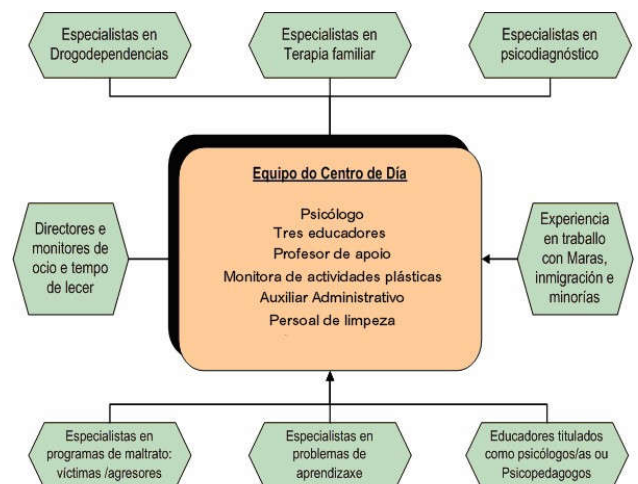 Especialistas en
Drogodependencias
Especialistas en
Terapia familiar
Especialistas en
psicodiagnóstico
Equipo do Centro de Día
Psicólogo
Tres educadores
Profesor de apoio
Monitora de actividades plásticas
Auxiliar Administrativo
Persoal de limpeza
Directores e
monitores de
ocio e tempo
de lecer
Experiencia
en traballo
con Maras,
inmigración e
minorías
Especialistas en
programas de maltrato:
víctimas /agresores
Especialistas en
problemas de
aprendizaxe
Educadores titulados
como psicólogos/as ou
Psicopedagogos